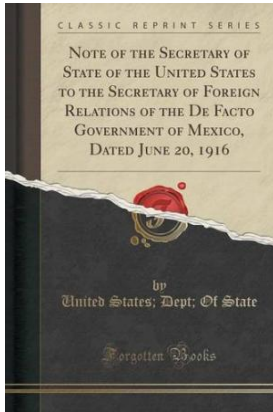 CLASSIC REPRINT SERIES
NOTE OF THE SECRETARY OF
STATE OF THE UNITED STATES
TO THE SECRETARY OF FOREIGN
RELATIONS OF THE DE FACTO
GOVERNMENT OF MEXICO,
DATED JUNE 20, 1916
by
United States; Dept; Of State
Forgotten Books